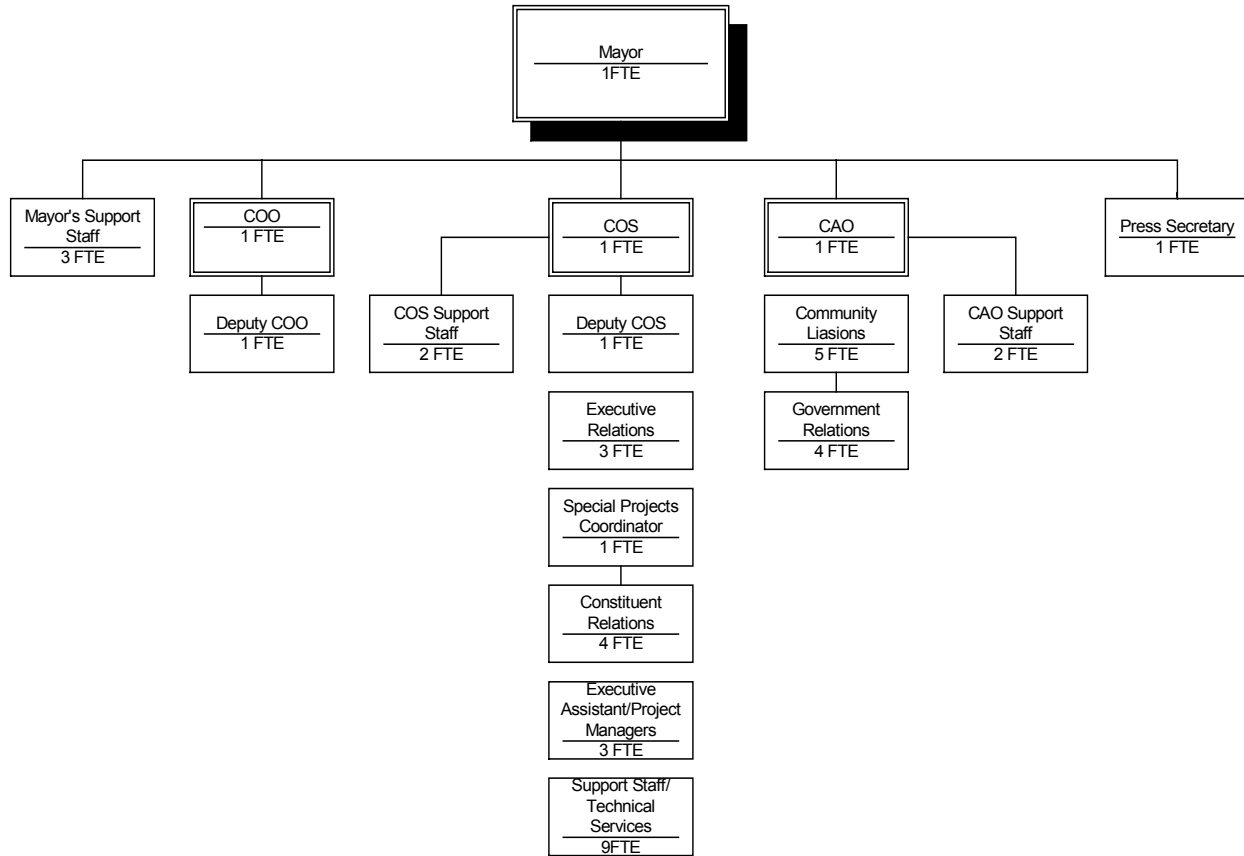 Mayor
1FTE
Mayor's Support
Staff
3 FTE
COO
1 FTE
COS
1 FTE
CAO
1 FTE
Press Secretary
1 FTE
Deputy COO
1 FTE
COS Support
Staff
2 FTE
Deputy COS
1 FTE
Community
Liasions
5 FTE
CAO Support
Staff
2 FTE
Executive
Relations
3 FTE
Government
Relations
4 FTE
Special Projects
Coordinator
1 FTE
Constituent
Relations
4 FTE
Executive
Assistant/Project
Managers
3 FTE
Support Staff/
Technical
Services
9FTE